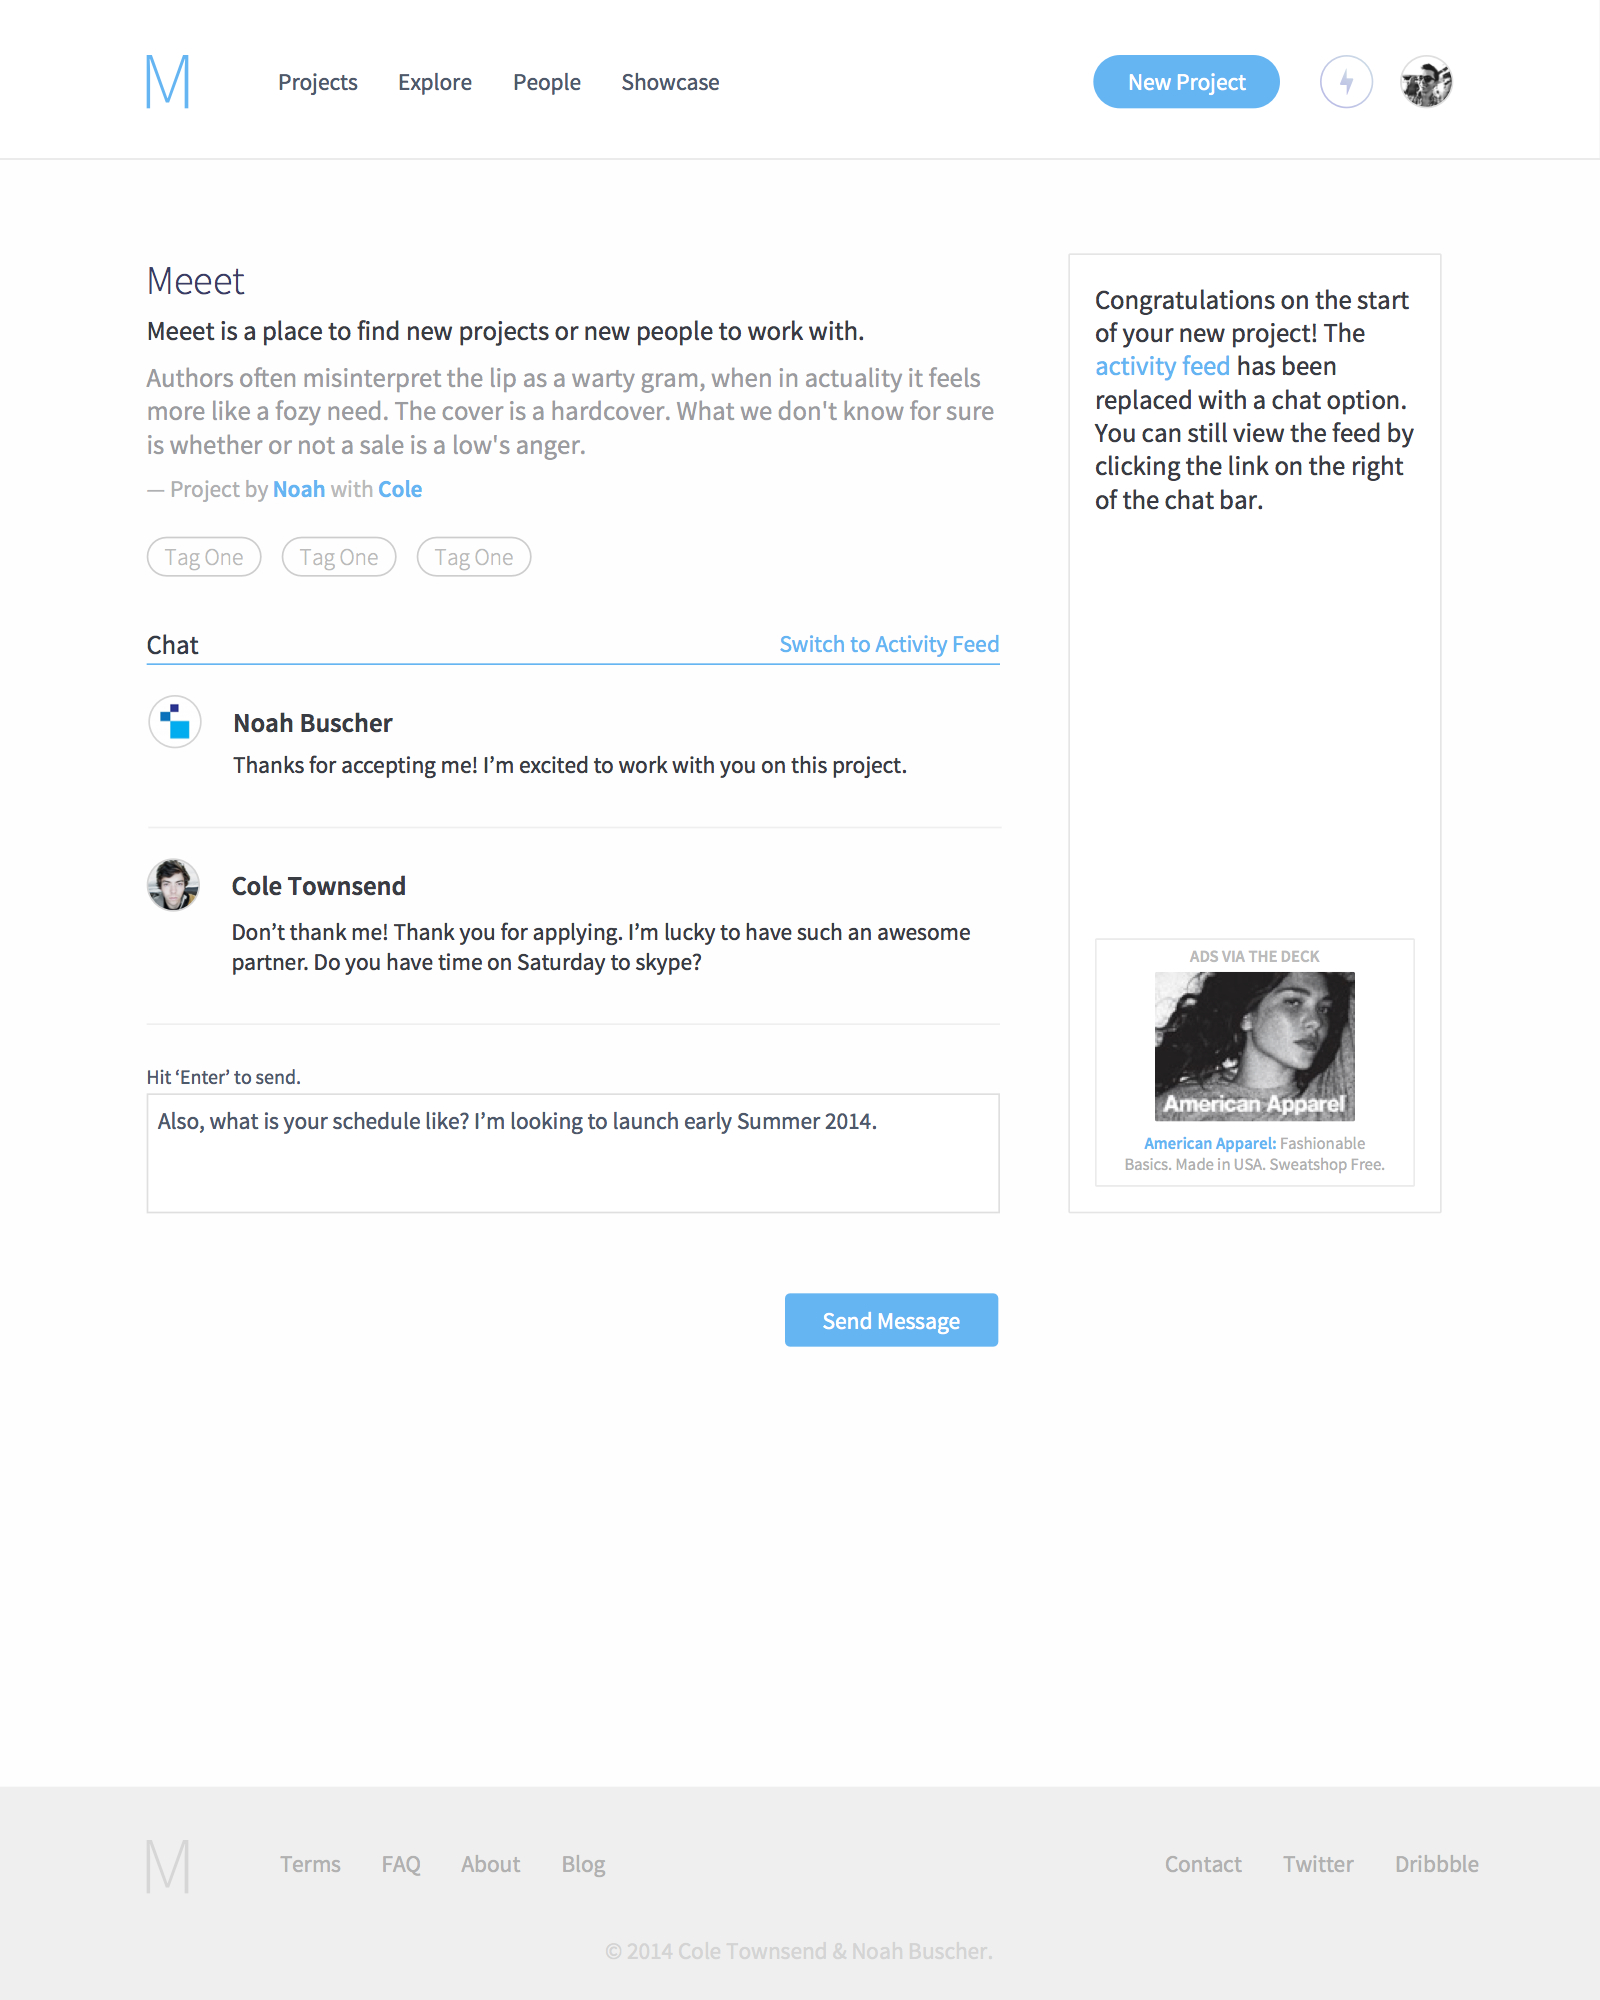 M
Projects Explore People Showcase
New Project
Meeet
Meeet is a place to find new projects or new people to work with.
Authors often misinterpret the lip as a warty gram, when in actuality it feels
more like a fozy need. The cover is a hardcover. What we don't know for sure
is whether or not a sale is a low's anger.
— Project by Noah with Cole
Tag One Tag One Tag One
Chat
Switch to Activity Feed
Noah Buscher
Thanks for accepting me! I’m excited to work with you on this project.
Cole Townsend
Don’t thank me! Thank you for applying. I’m lucky to have such an awesome
partner. Do you have time on Saturday to skype?
Hit ‘Enter’ to send.
Also, what is your schedule like? I’m looking to launch early Summer 2014.
Send Message
Congratulations on the start
of your new project! The
activity feed has been
replaced with a chat option.
You can still view the feed by
clicking the link on the right
of the chat bar.
ADS VIA THE DECK
American Apparel
American Apparel: Fashionable
Basics. Made in USA. Sweatshop Free.
M
Terms FAQ About Blog
Contact Twitter Dribbble
© 2014 Cole Townsend & Noah Buscher.